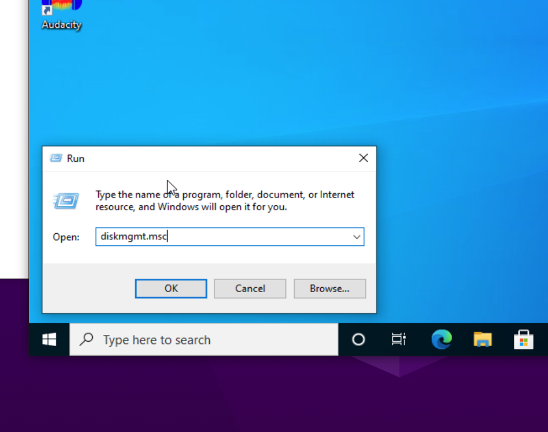 Audacity
Run
Type the name of a program, folder, document, or Internet
resource, and Windows will open it for you.
Open: diskmgmt.msc
OK Cancel Browse...
Type here to search